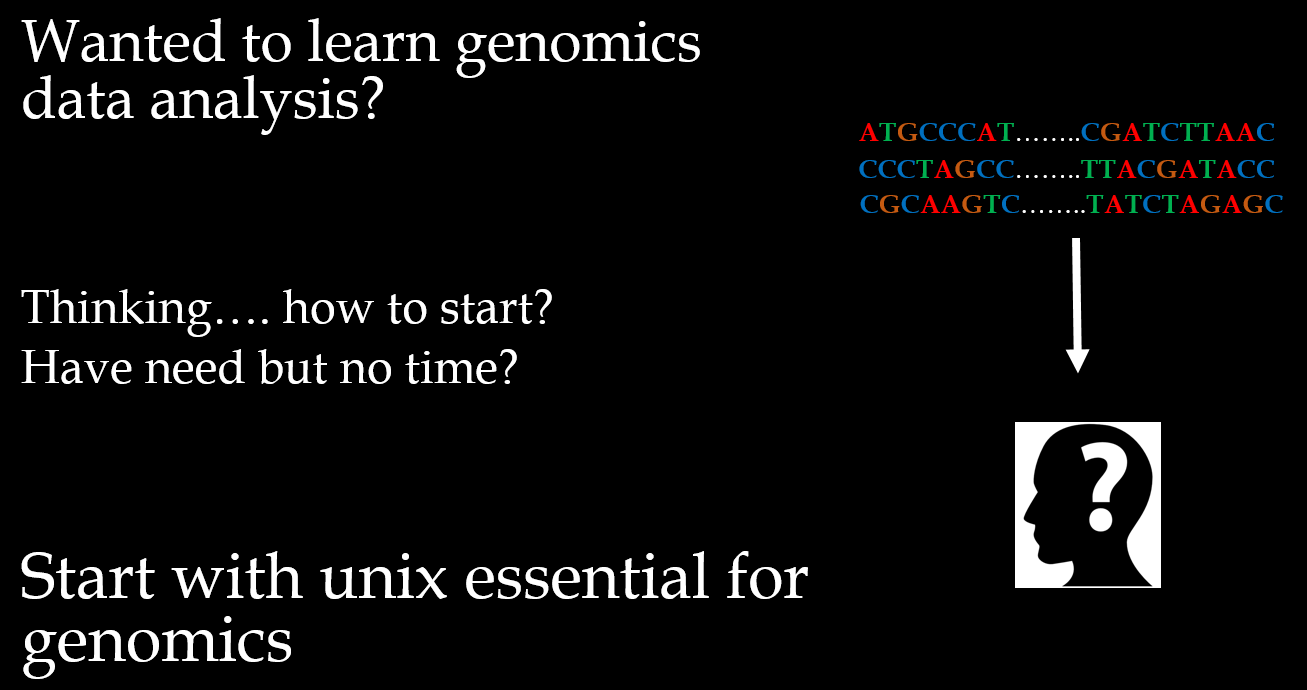 Wanted to learn genomics
data analysis?
ATGCCCAT……..CGATCTTAAC
CCCTAGCC……..TTACGATACC
CGCAAGTC……..TATCTAGAGC
Thinking…. how to start?
Have need but no time?
?
Start with unix essential for
genomics